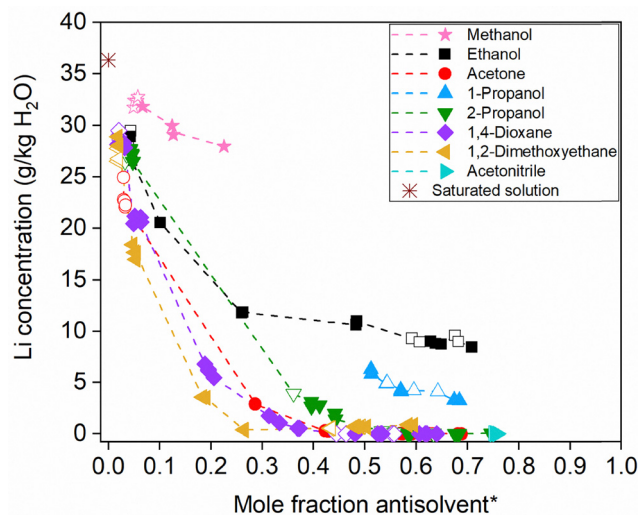 Methanol
Ethanol
Acetone
1-Propanol
2-Propanol
1,4-Dioxane
1,2-Dimethoxyethane
Acetonitrile
Saturated solution
Li concentration (g/kg H₂O)
40
35
30
25
20
15
10
5
0
0.0 0.1 0.2 0.3 0.4 0.5 0.6 0.7 0.8 0.9 1.0
Mole fraction antisolvent*